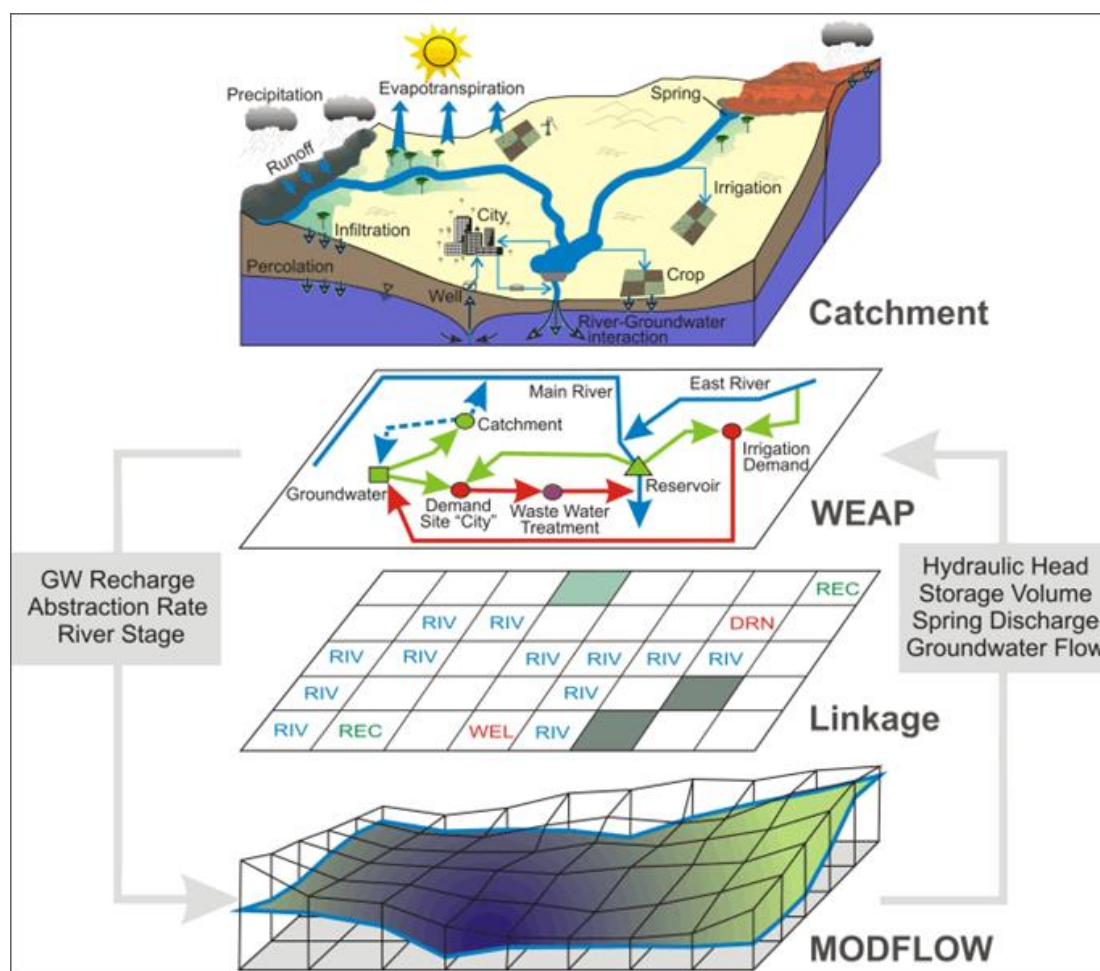 Precipitation
Evapotranspiration
Spring
Runoff
Irrigation
City
Infiltration
Percolation
Well
Crop
River-Groundwater
interaction
Catchment
Main River
East River
Catchment
Irrigation
Demand
Groundwater
Demand
Site "City"
Waste Water
Treatment
Reservoir
WEAP
GW Recharge
Abstraction Rate
River Stage
Hydraulic Head
Storage Volume
Spring Discharge
Groundwater Flow
REC
RIV RIV DRN
RIV RIV RIV RIV RIV RIV
RIV RIV
RIV REC WEL RIV
Linkage
MODFLOW